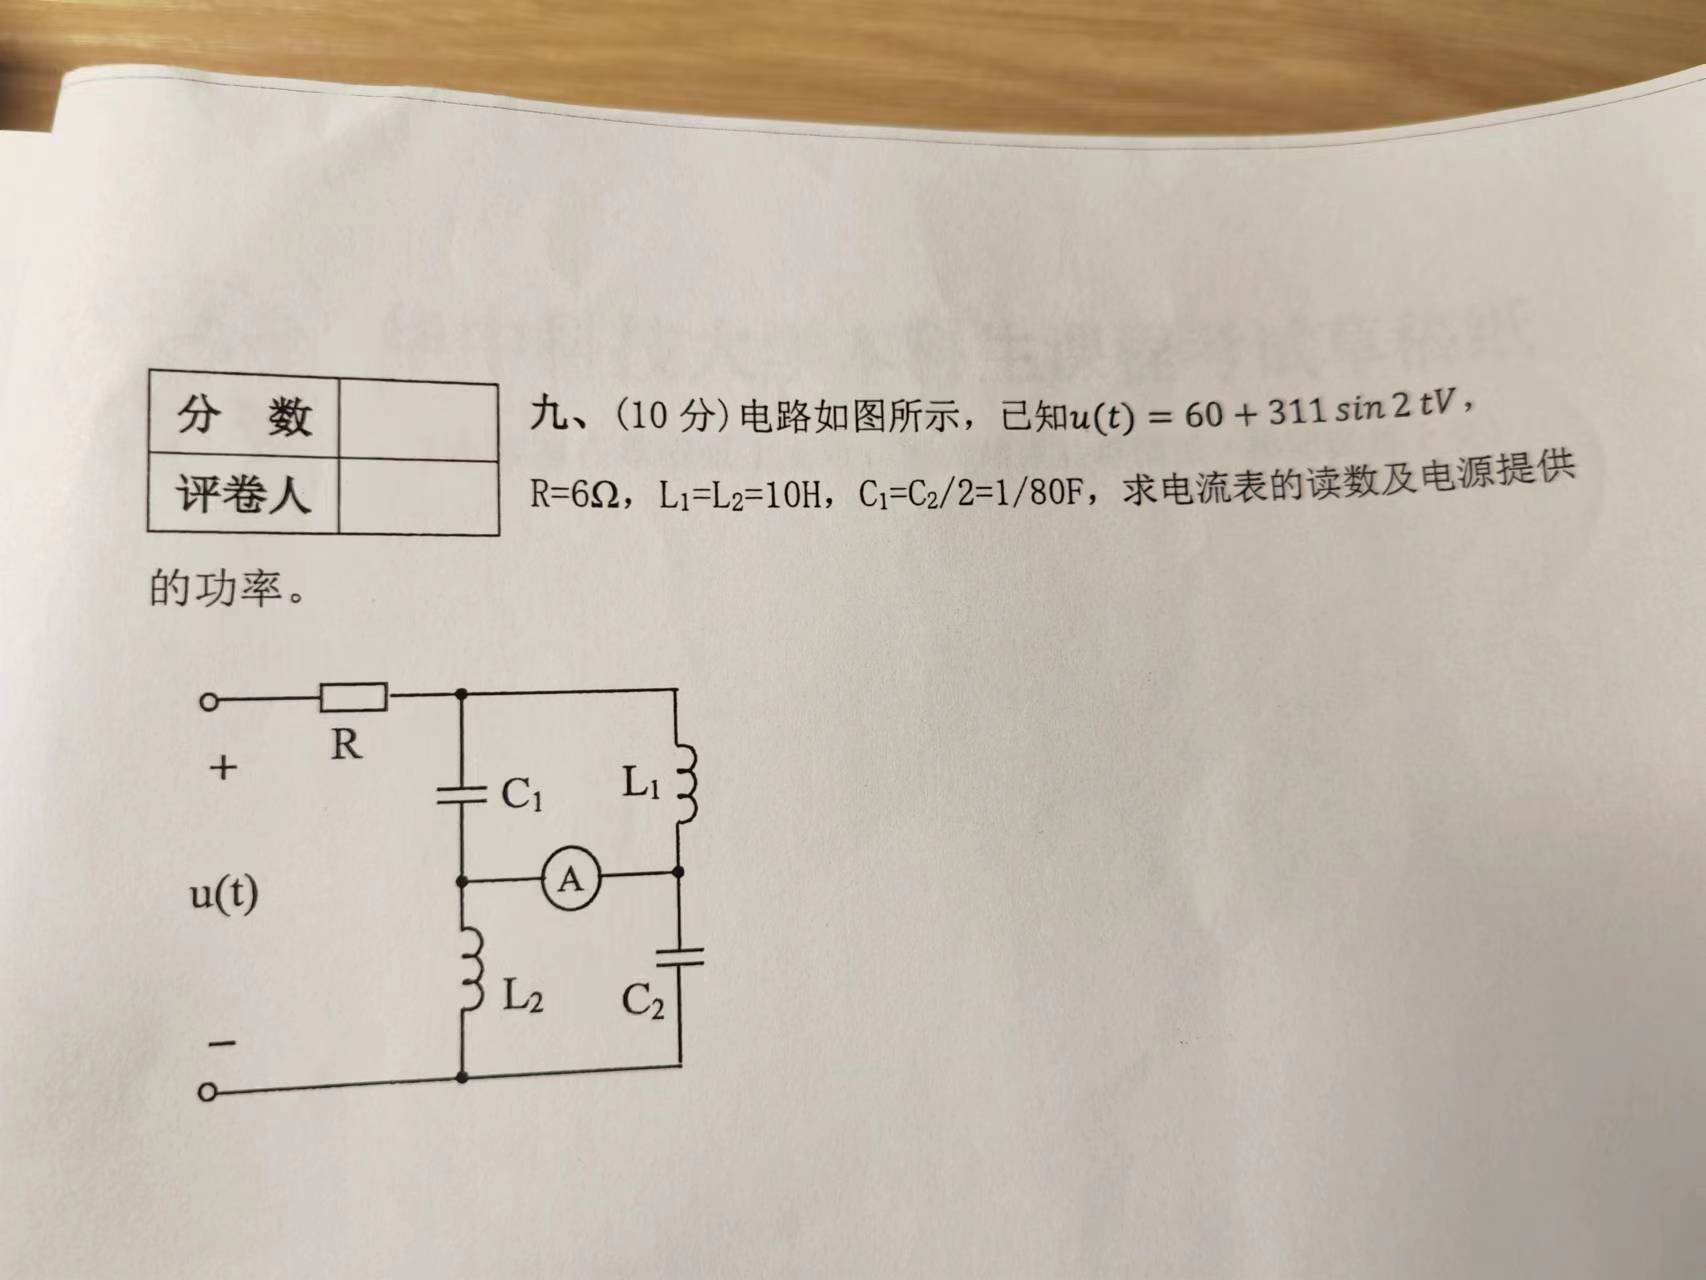 分 数
评卷人
九、(10 分)电路如图所示，已知u(t) = 60 + 311 sin 2 tV，
R=6Ω，L₁=L₂=10H，C₁=C₂/2=1/80F，求电流表的读数及电源提供
的功率。
R
+
C₁
L₁
A
u(t)
L₂
C₂
−